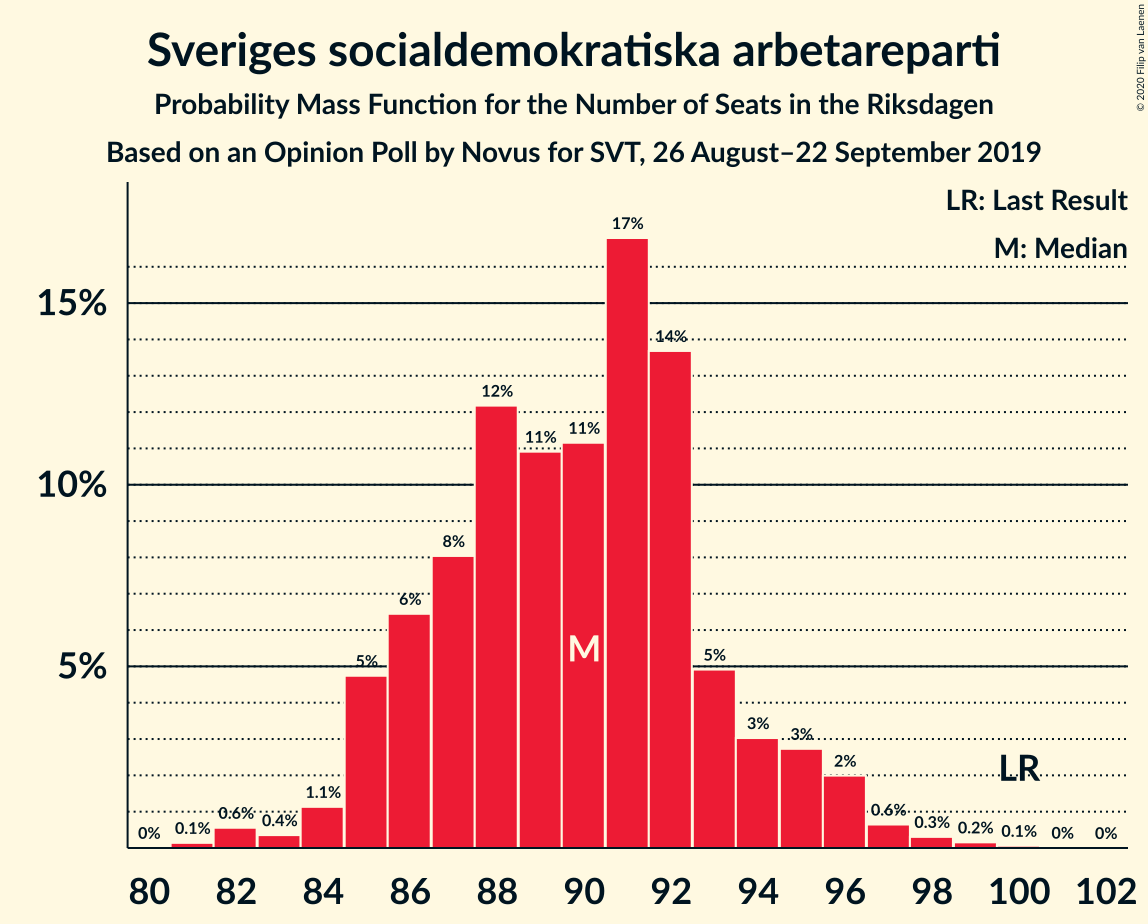 Sveriges socialdemokratiska arbetareparti
Probability Mass Function for the Number of Seats in the Riksdagen
Based on an Opinion Poll by Novus for SVT, 26 August–22 September 2019
© 2020 Filip van Laenen
LR: Last Result
M: Median
15%
10%
5%
0%
0.1%
0.6%
0.4%
1.1%
5%
6%
8%
12%
11%
11%
17%
14%
5%
3%
3%
2%
0.6%
0.3%
0.2%
0.1%
0%
0%
M
LR
80 82 84 86 88 90 92 94 96 98 100 102